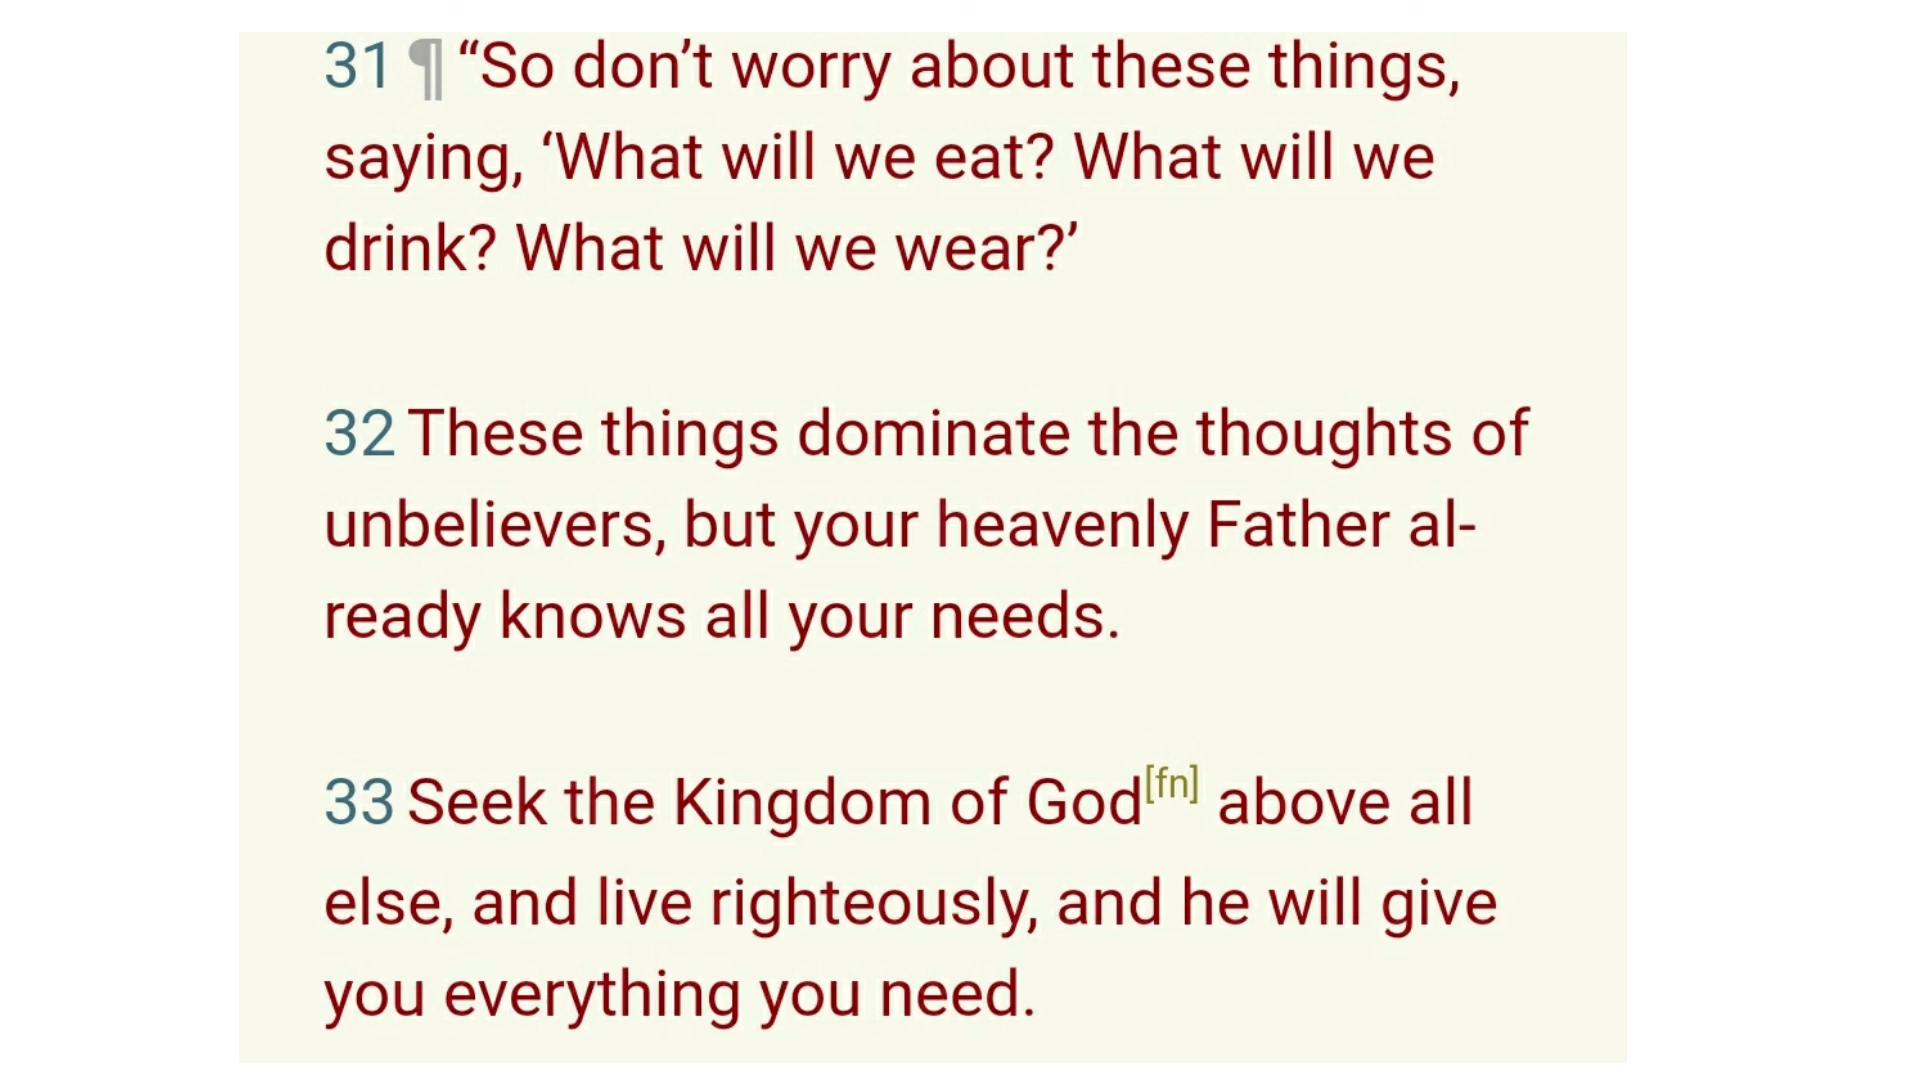 31 ¶ “So don’t worry about these things,
saying, ‘What will we eat? What will we
drink? What will we wear?’
32 These things dominate the thoughts of
unbelievers, but your heavenly Father al-
ready knows all your needs.
33 Seek the Kingdom of God[fn] above all
else, and live righteously, and he will give
you everything you need.